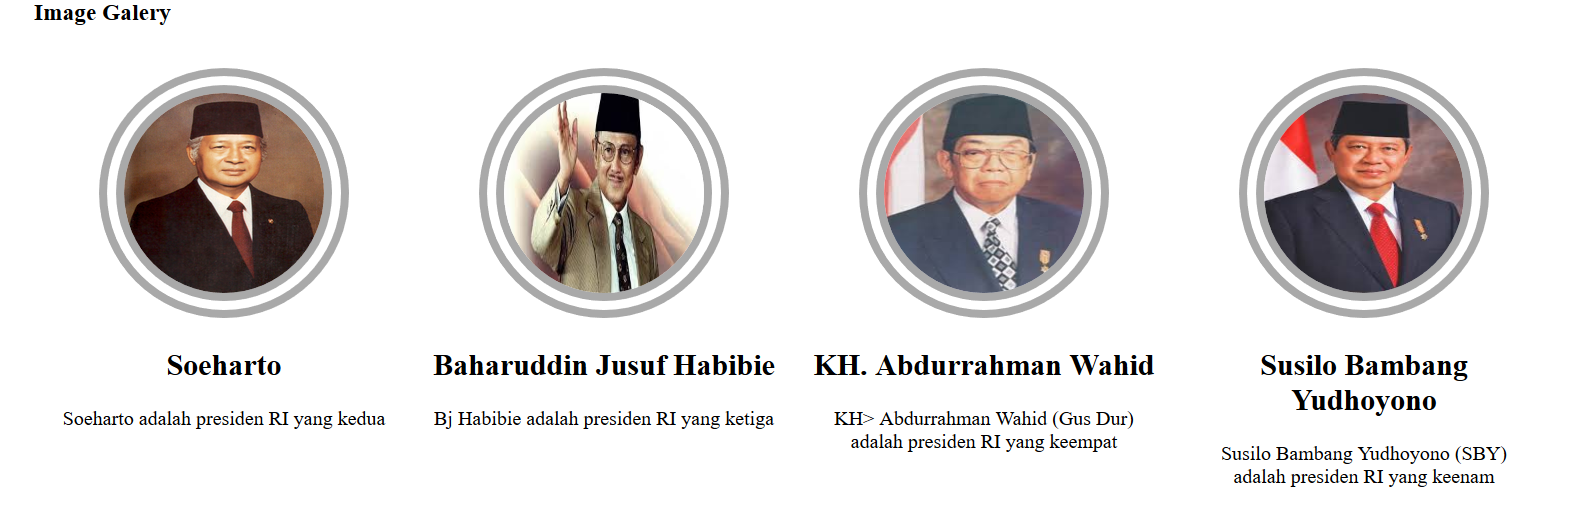 Image Galery
Soeharto
Soeharto adalah presiden RI yang kedua
Baharuddin Jusuf Habibie
Bj Habibie adalah presiden RI yang ketiga
KH. Abdurrahman Wahid
KH> Abdurrahman Wahid (Gus Dur)
adalah presiden RI yang keempat
Susilo Bambang
Yudhoyono
Susilo Bambang Yudhoyono (SBY)
adalah presiden RI yang keenam